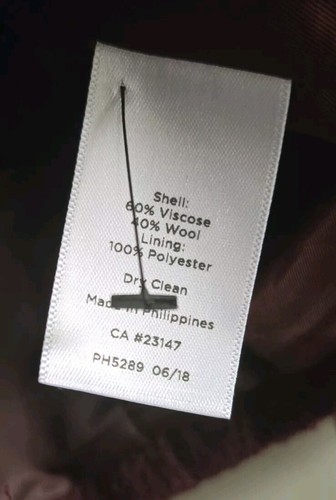 Shell:
60% Viscose
40% Wool
Lining:
100% Polyester
Dry Clean
Made in Philippines
CA #23147
PH5289 06/18